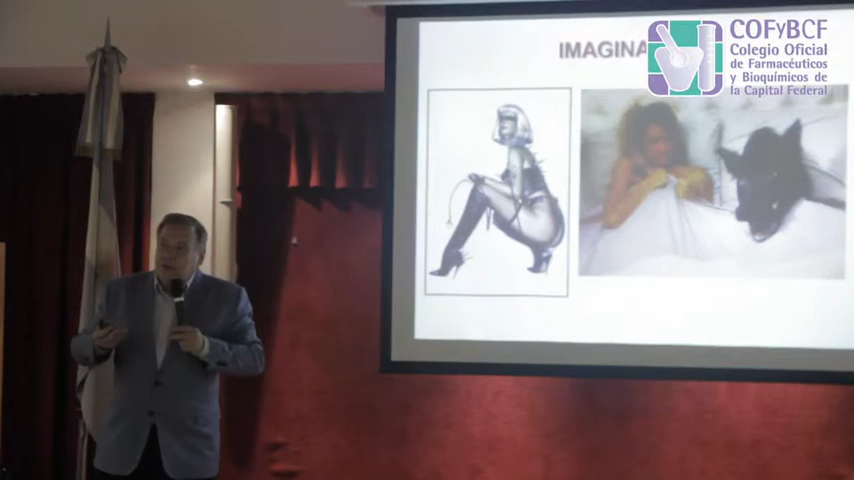 IMAGINA
COFyBCF
Colegio Oficial
de Farmacéuticos
y Bioquímicos de
la Capital Federal